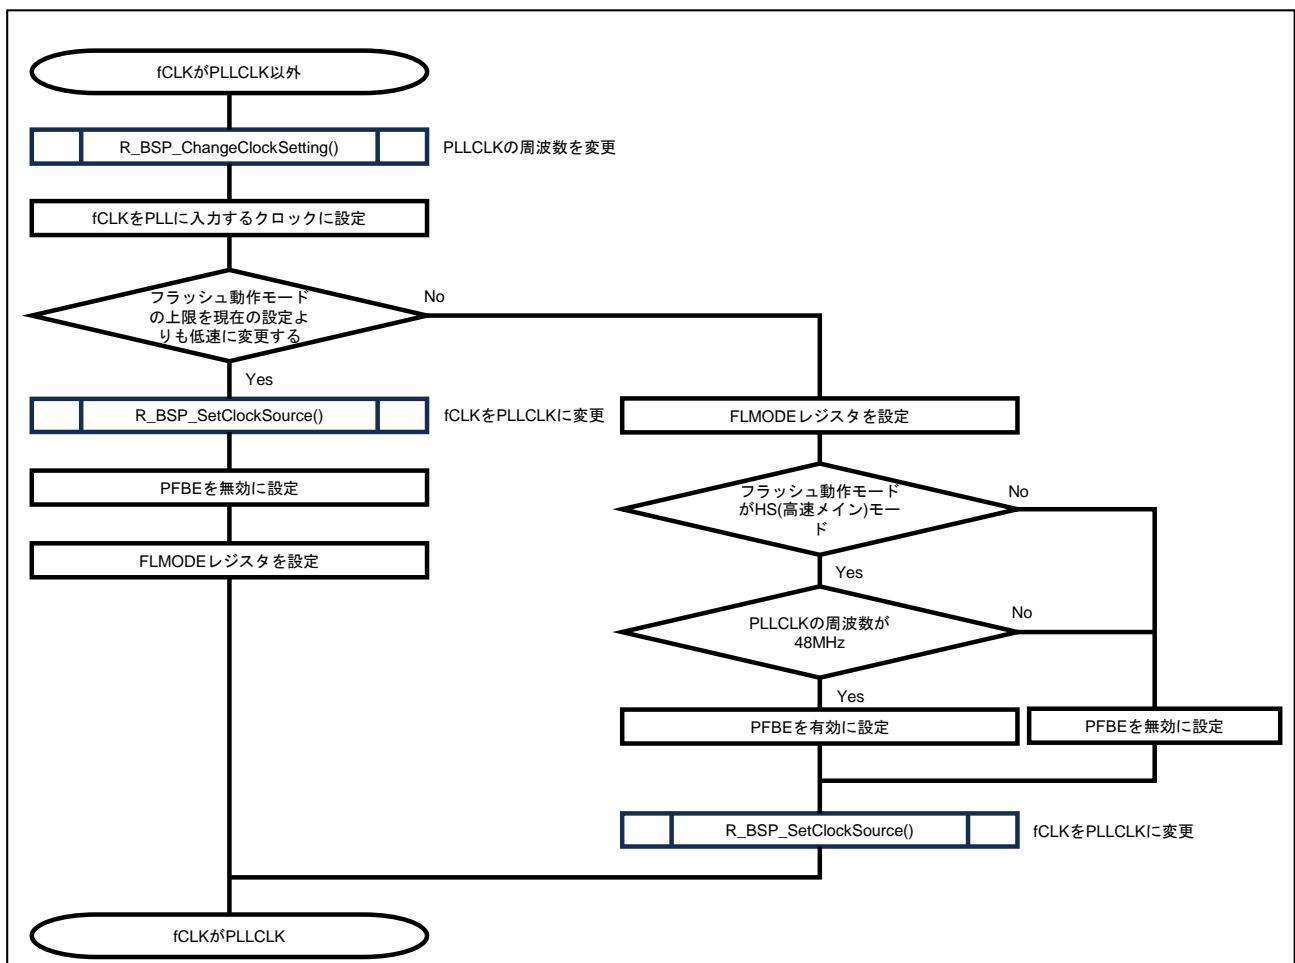 fCLKがPLLCLK以外
R_BSP_ChangeClockSetting()
PLLCLKの周波数を変更
fCLKをPLLに入力するクロックに設定
フラッシュ動作モード
の上限を現在の設定よ
りも低速に変更する
No
Yes
R_BSP_SetClockSource()
fCLKをPLLCLKに変更
PFBEを無効に設定
FLMODEレジスタを設定
FLMODEレジスタを設定
フラッシュ動作モード
がHS(高速メイン)モー
ド
No
Yes
PLLCLKの周波数が
48MHz
No
Yes
PFBEを有効に設定
PFBEを無効に設定
R_BSP_SetClockSource()
fCLKをPLLCLKに変更
fCLKがPLLCLK